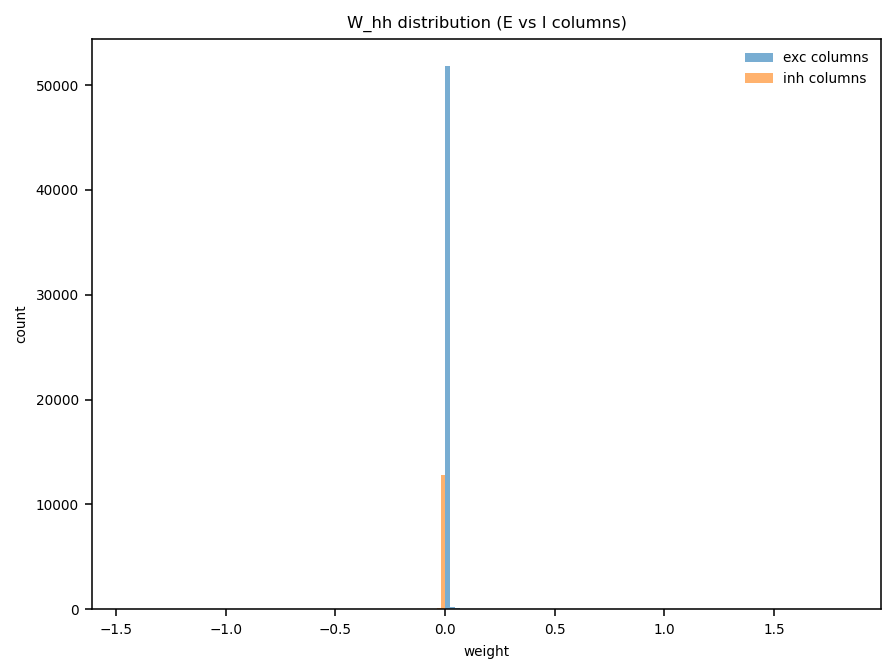 W_hh distribution (E vs I columns)
exc columns
inh columns
50000
40000
30000
20000
10000
0
count
−1.5 −1.0 −0.5 0.0 0.5 1.0 1.5
weight